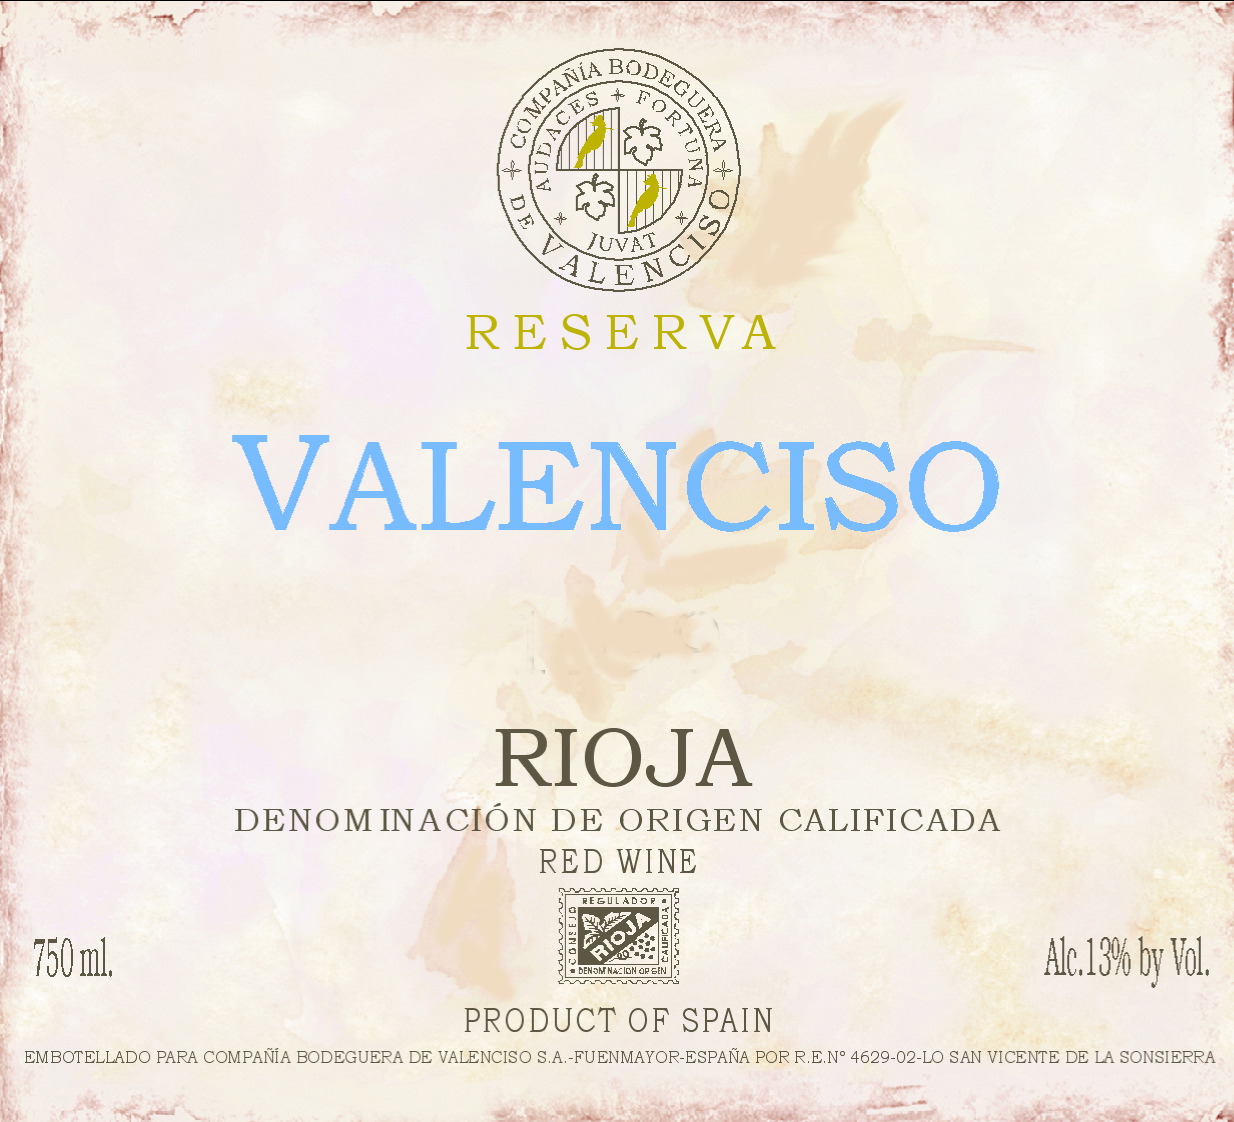 COMPAÑÍA BODEGUERA
DE VALENCISO
AUDACES FORTUNA
JUVAT
RESERVA
VALENCISO
RIOJA
DENOMINACIÓN DE ORIGEN CALIFICADA
RED WINE
REGULADOR
CONSEJO
RIOJA
CALIFICADA
DENOMINACION ORIGEN
750 ml.
Alc.13% by Vol.
PRODUCT OF SPAIN
EMBOTELLADO PARA COMPAÑÍA BODEGUERA DE VALENCISO S.A.-FUENMAYOR-ESPAÑA POR R.E.Nº 4629-02-LO SAN VICENTE DE LA SONSIERRA